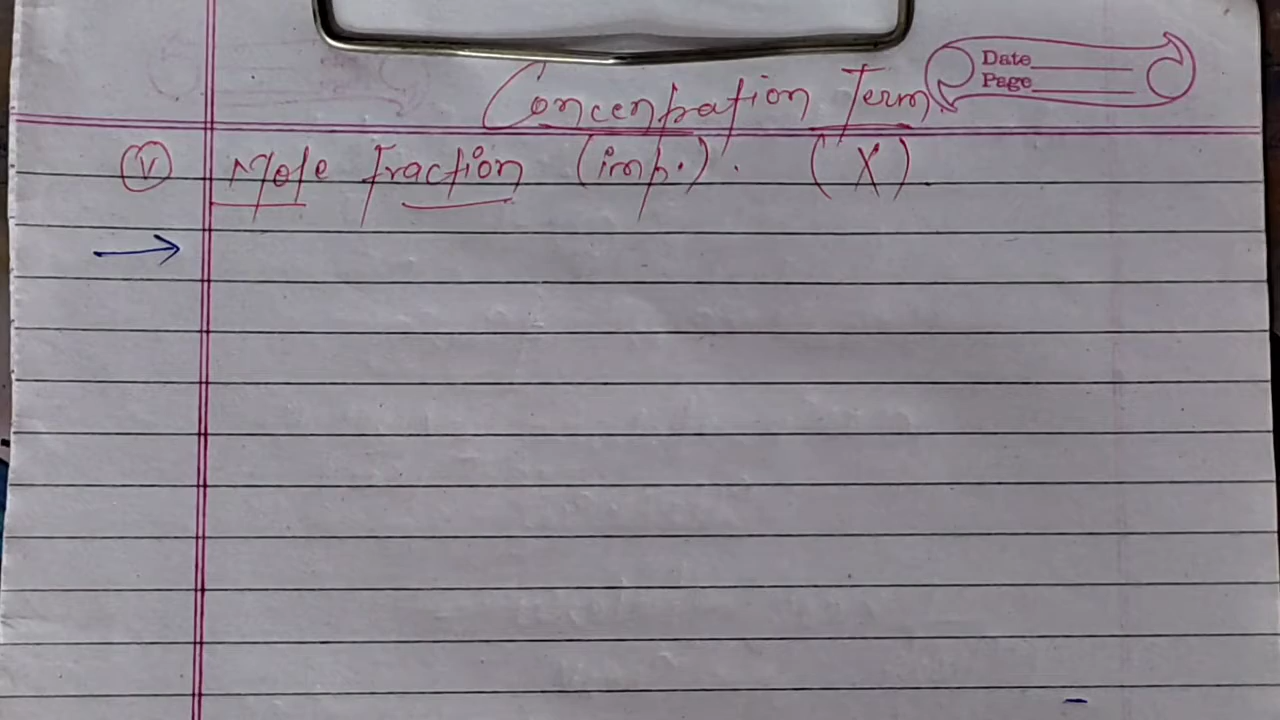 Date
Page
Concentration Term.
(v) Mole fraction (imp.). (X)
→